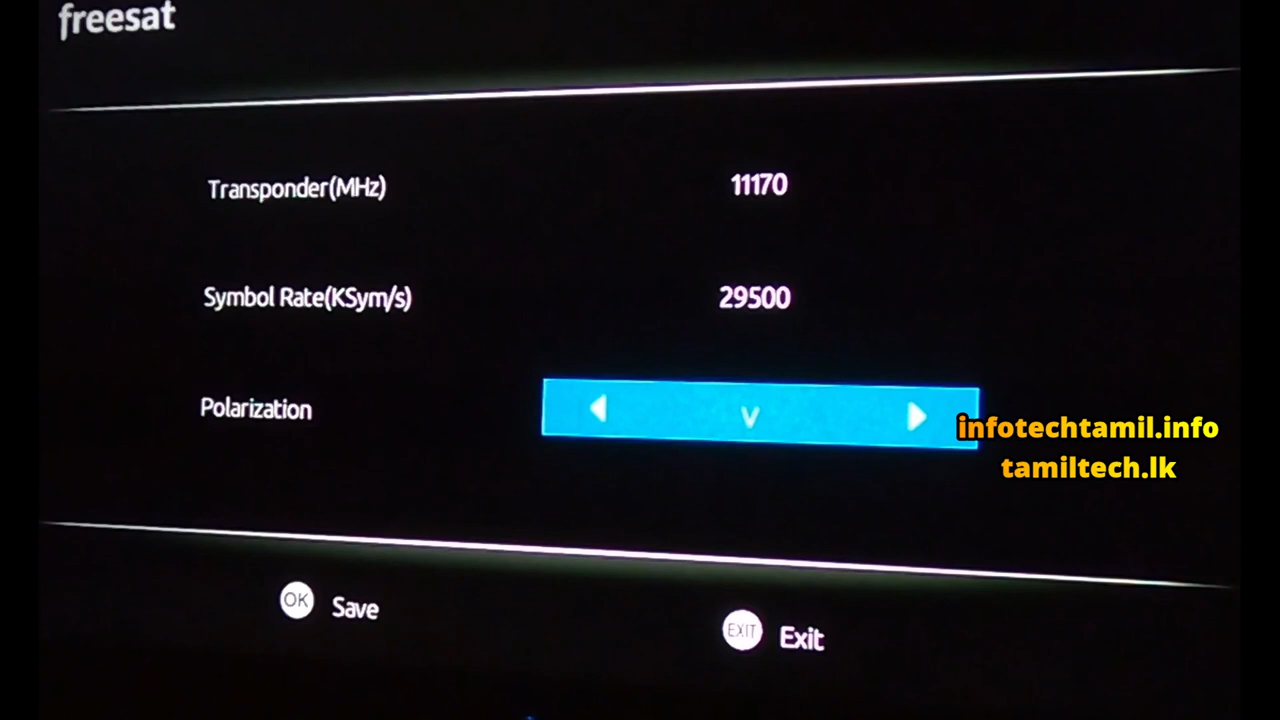 freesat
Transponder(MHz) 11170
Symbol Rate(KSym/s) 29500
Polarization V
infotechtamil.info
tamiltech.lk
OK Save
EXIT Exit